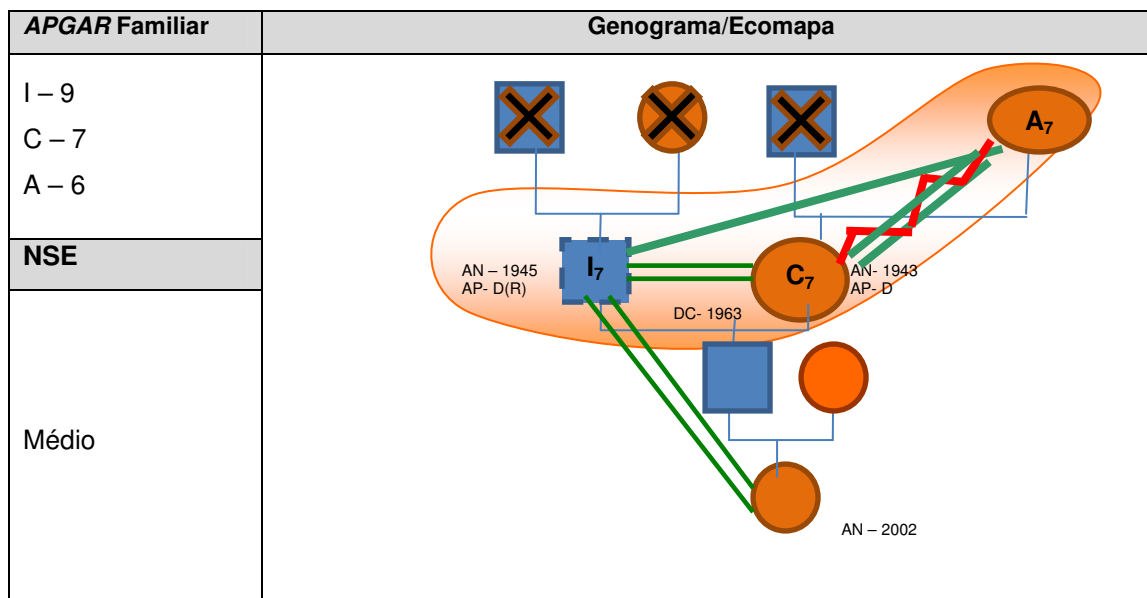 APGAR Familiar
Genograma/Ecomapa
I – 9
C – 7
A – 6
NSE
Médio
A7
I7
C7
AN – 1945
AP- D(R)
AN- 1943
AP- D
DC- 1963
AN – 2002